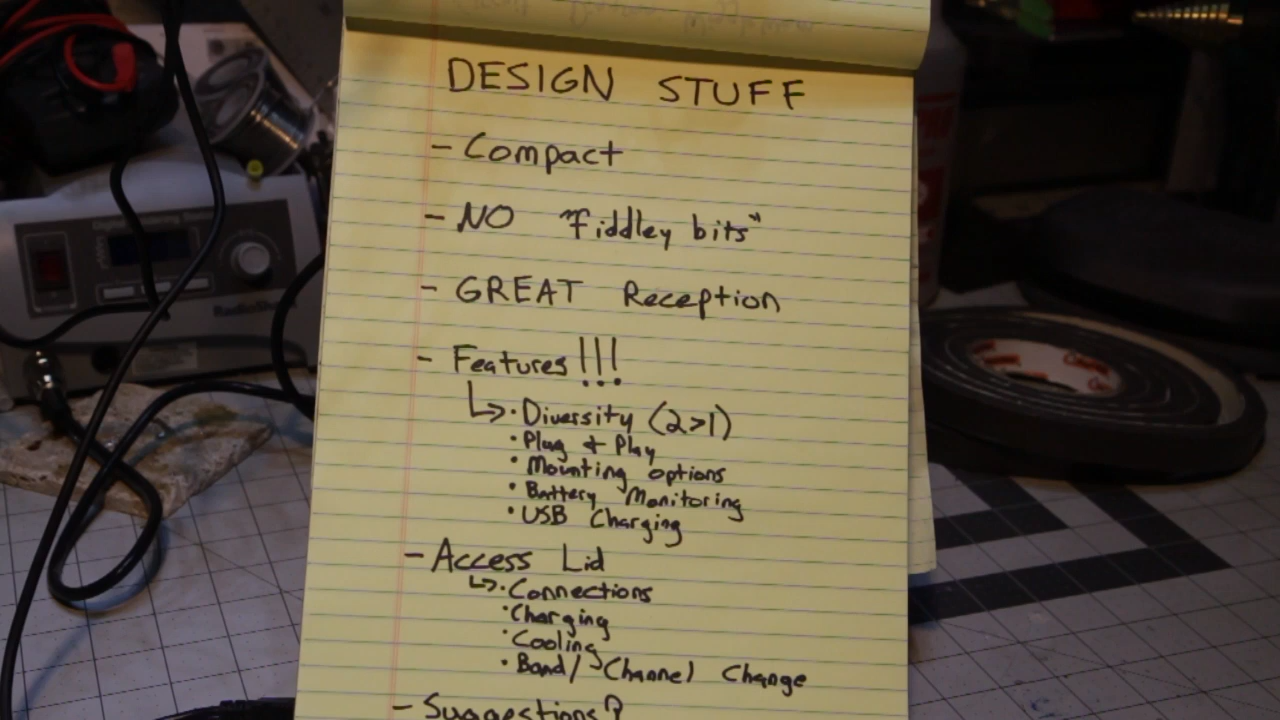 DESIGN STUFF
- Compact
- NO "fiddley bits"
- GREAT Reception
- Features!!!
↳ · Diversity (2>1)
· Plug + Play
· Mounting options
· Battery Monitoring
· USB Charging
- Access Lid
↳ · Connections
· Charging
· Cooling
· Band/Channel Change
- Suggestions?